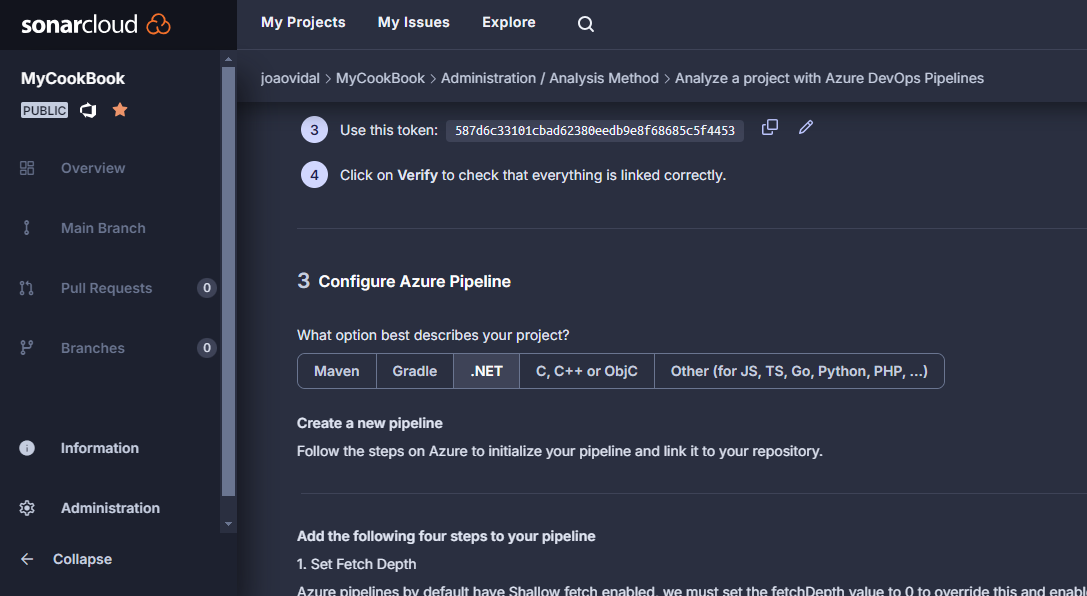 sonarcloud
My Projects My Issues Explore
MyCookBook
PUBLIC
Overview
Main Branch
Pull Requests 0
Branches 0
Information
Administration
Collapse
joaovidal > MyCookBook > Administration / Analysis Method > Analyze a project with Azure DevOps Pipelines
3 Use this token: 587d6c33101cbad62380eedb9e8f68685c5f4453
4 Click on Verify to check that everything is linked correctly.
3 Configure Azure Pipeline
What option best describes your project?
Maven Gradle .NET C, C++ or ObjC Other (for JS, TS, Go, Python, PHP, ...)
Create a new pipeline
Follow the steps on Azure to initialize your pipeline and link it to your repository.
Add the following four steps to your pipeline
1. Set Fetch Depth
Azure pipelines by default have Shallow fetch enabled, we must set the fetchDepth value to 0 to override this and enabl